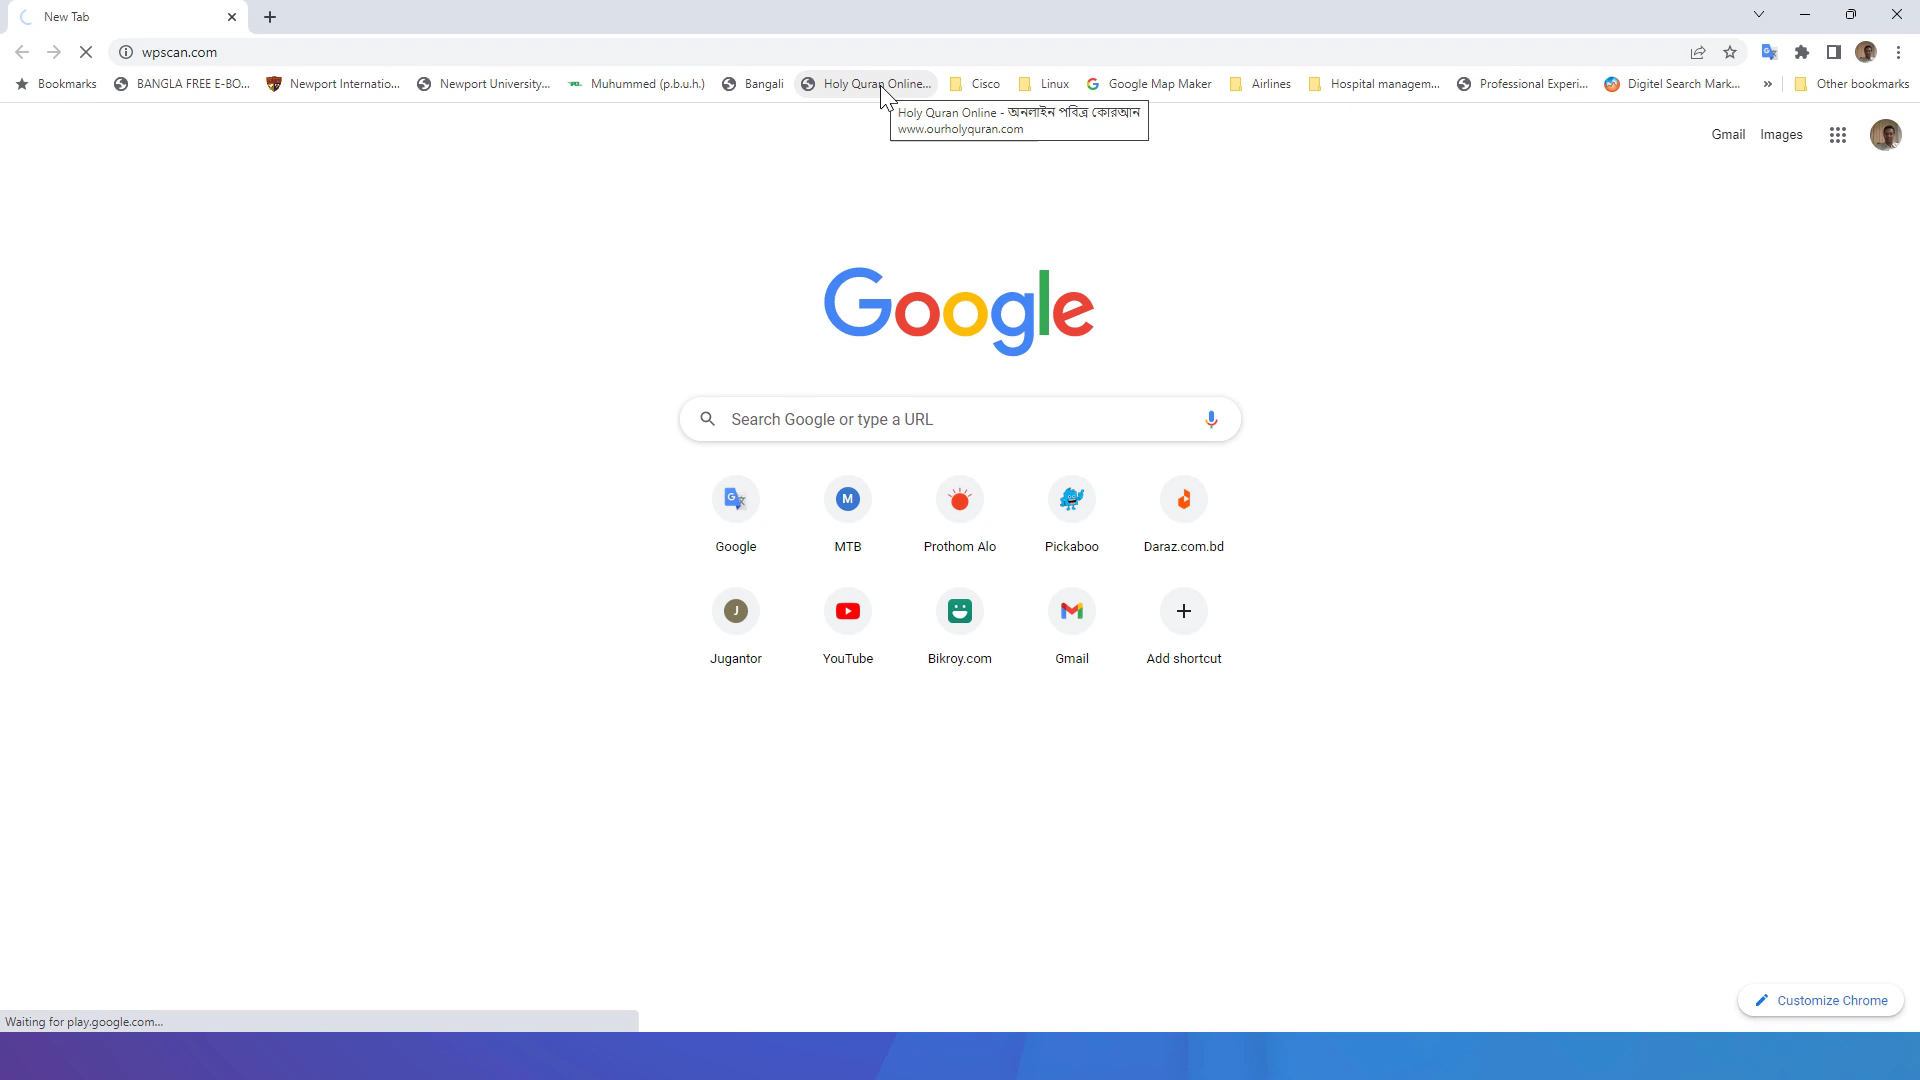 New Tab
wpscan.com
Bookmarks BANGLA FREE E-BO... Newport Internatio... Newport University... Muhummed (p.b.u.h.) Bangali Holy Quran Online... Cisco Linux Google Map Maker Airlines Hospital managem... Professional Experi... Digitel Search Mark... » Other bookmarks
Holy Quran Online - অনলাইন পবিত্র কোরআন
www.ourholyquran.com
Gmail Images
Google
Search Google or type a URL
Google MTB Prothom Alo Pickaboo Daraz.com.bd
Jugantor YouTube Bikroy.com Gmail Add shortcut
Customize Chrome
Waiting for play.google.com...